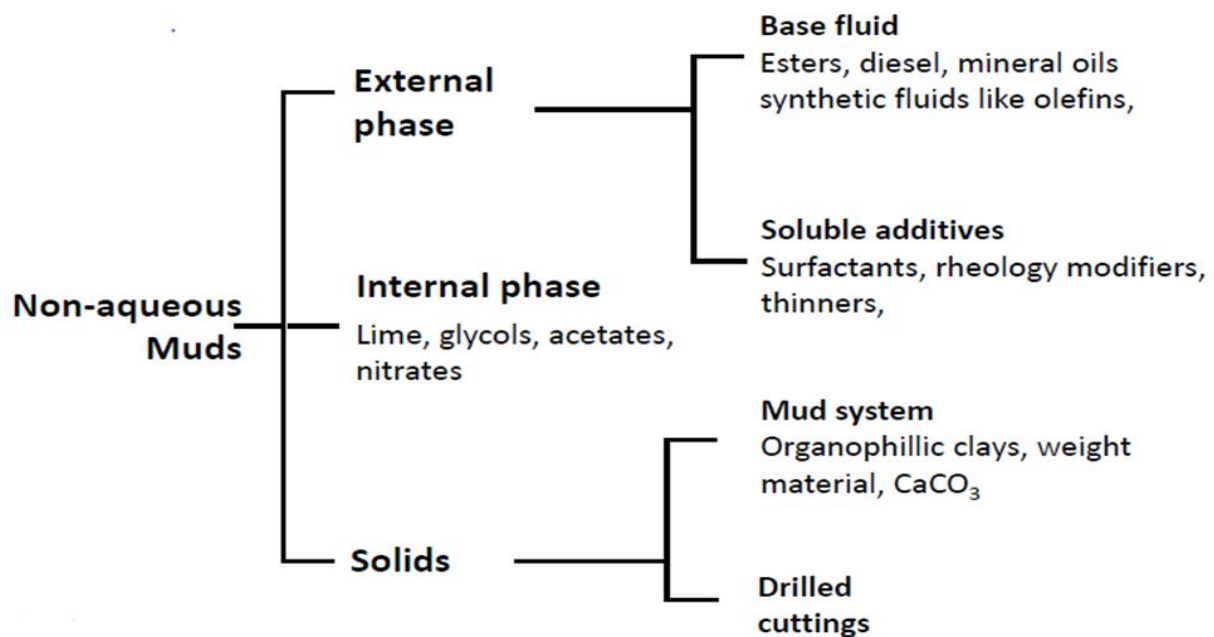 Non-aqueous
Muds
External
phase
Base fluid
Esters, diesel, mineral oils
synthetic fluids like olefins,
Soluble additives
Surfactants, rheology modifiers,
thinners,
Internal phase
Lime, glycols, acetates,
nitrates
Solids
Mud system
Organophillic clays, weight
material, CaCO₃
Drilled
cuttings